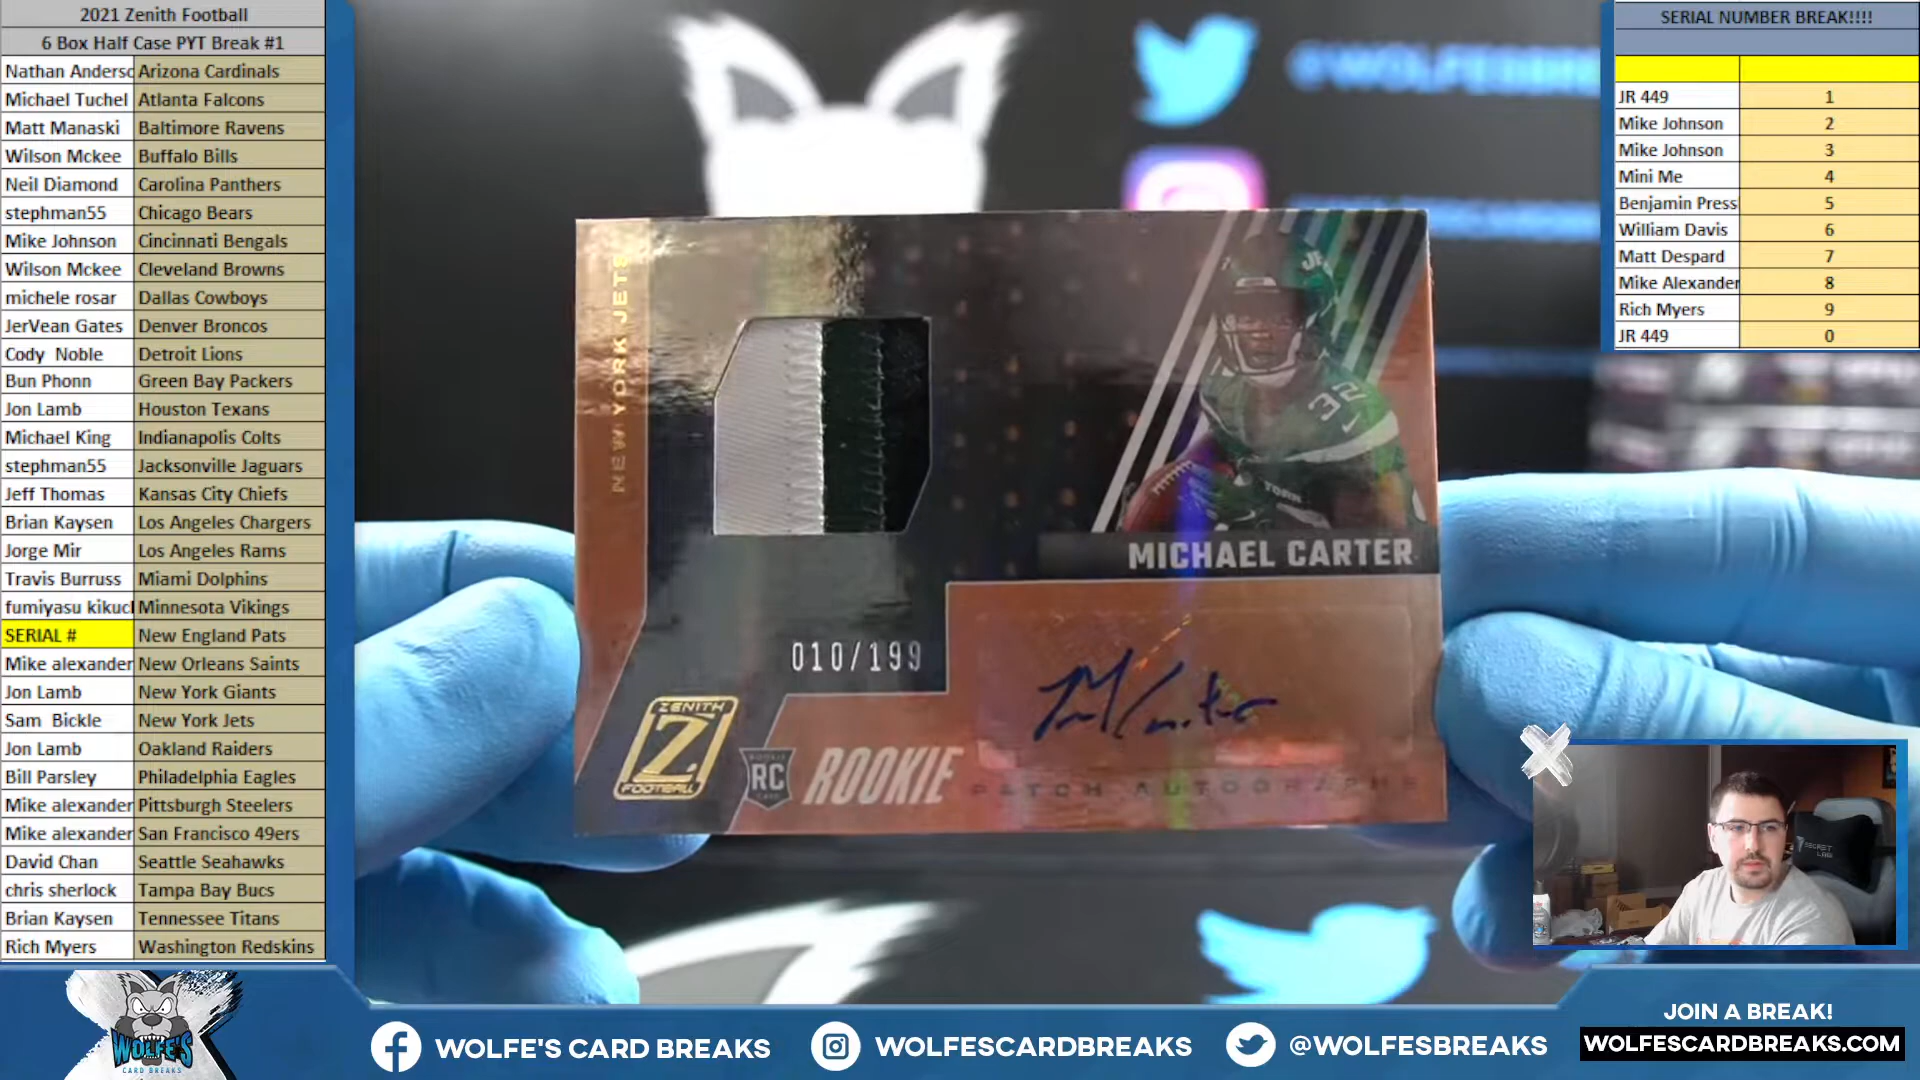 2021 Zenith Football
6 Box Half Case PYT Break #1
Nathan Anderso Arizona Cardinals
Michael Tuchel Atlanta Falcons
Matt Manaski Baltimore Ravens
Wilson Mckee Buffalo Bills
Neil Diamond Carolina Panthers
stephman55 Chicago Bears
Mike Johnson Cincinnati Bengals
Wilson Mckee Cleveland Browns
michele rosar Dallas Cowboys
JerVean Gates Denver Broncos
Cody Noble Detroit Lions
Bun Phonn Green Bay Packers
Jon Lamb Houston Texans
Michael King Indianapolis Colts
stephman55 Jacksonville Jaguars
Jeff Thomas Kansas City Chiefs
Brian Kaysen Los Angeles Chargers
Jorge Mir Los Angeles Rams
Travis Burruss Miami Dolphins
fumiyasu kikuc Minnesota Vikings
SERIAL # New England Pats
Mike alexander New Orleans Saints
Jon Lamb New York Giants
Sam Bickle New York Jets
Jon Lamb Oakland Raiders
Bill Parsley Philadelphia Eagles
Mike alexander Pittsburgh Steelers
Mike alexander San Francisco 49ers
David Chan Seattle Seahawks
chris sherlock Tampa Bay Bucs
Brian Kaysen Tennessee Titans
Rich Myers Washington Redskins
SERIAL NUMBER BREAK!!!!
JR 449 1
Mike Johnson 2
Mike Johnson 3
Mini Me 4
Benjamin Press 5
William Davis 6
Matt Despard 7
Mike Alexander 8
Rich Myers 9
JR 449 0
NEW YORK JETS
32
MICHAEL CARTER
010/199
M Carter
ZENITH
Z
FOOTBALL
ROOKIE
RC
CARD
ROOKIE PATCH AUTOGRAPHS
SECRET LAB
WOLFE'S
CARD BREAKS
WOLFE'S CARD BREAKS
WOLFESCARDBREAKS
@WOLFESBREAKS
JOIN A BREAK!
WOLFESCARDBREAKS.COM